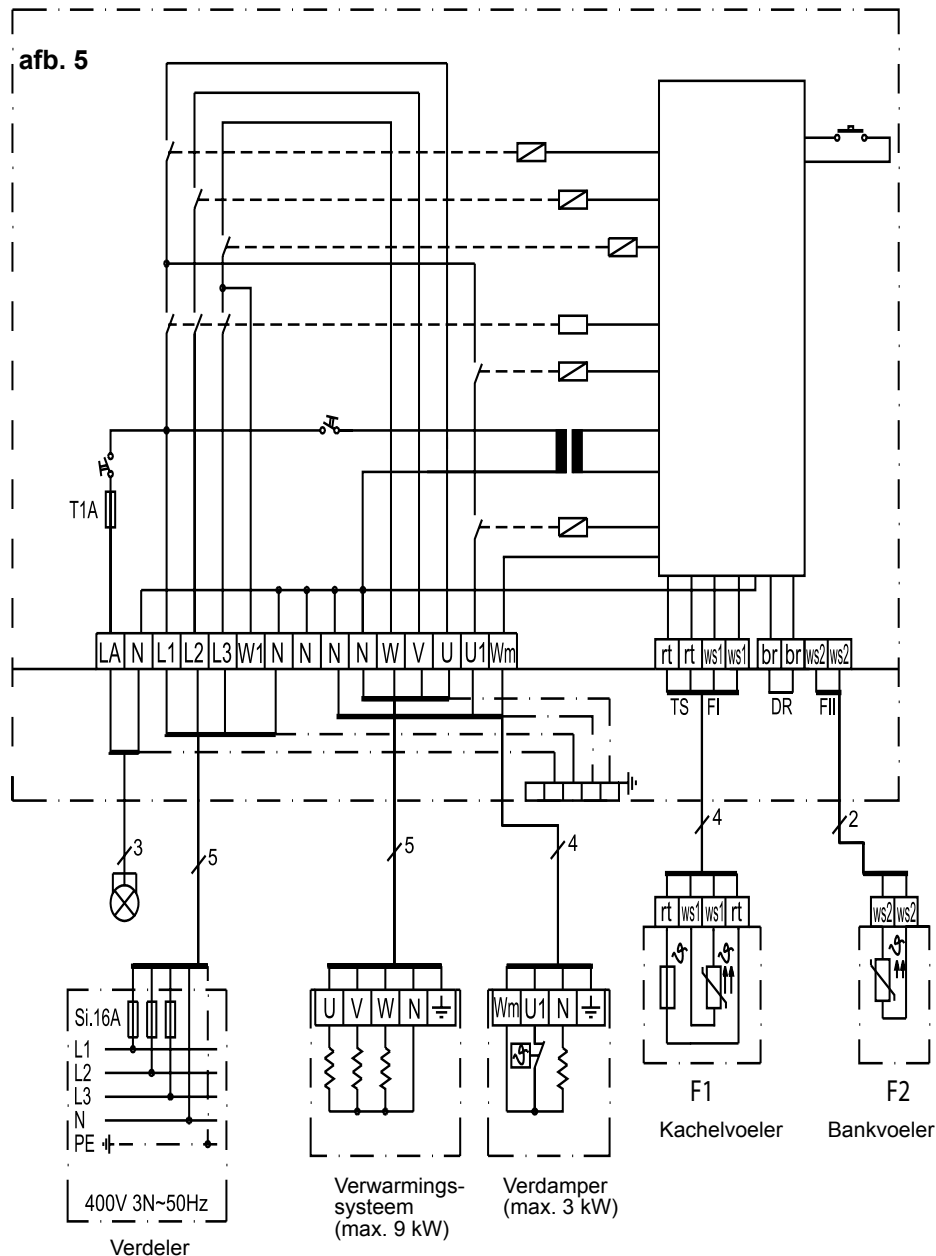 afb. 5
T1A
LA N L1 L2 L3 W1 N N N N W V U U1 Wm
rt rt ws1 ws1 br br ws2 ws2
TS FI DR FII
3 5 5 4 4 2
rt ws1 ws1 rt
ws2 ws2
ϑ
ϑ
ϑ
Si.16A
L1
L2
L3
N
PE
400V 3N~50Hz
Verdeler
U V W N
Wm U1 N
ϑ
Verwarmings-
systeem
(max. 9 kW)
Verdamper
(max. 3 kW)
F1
Kachelvoeler
F2
Bankvoeler